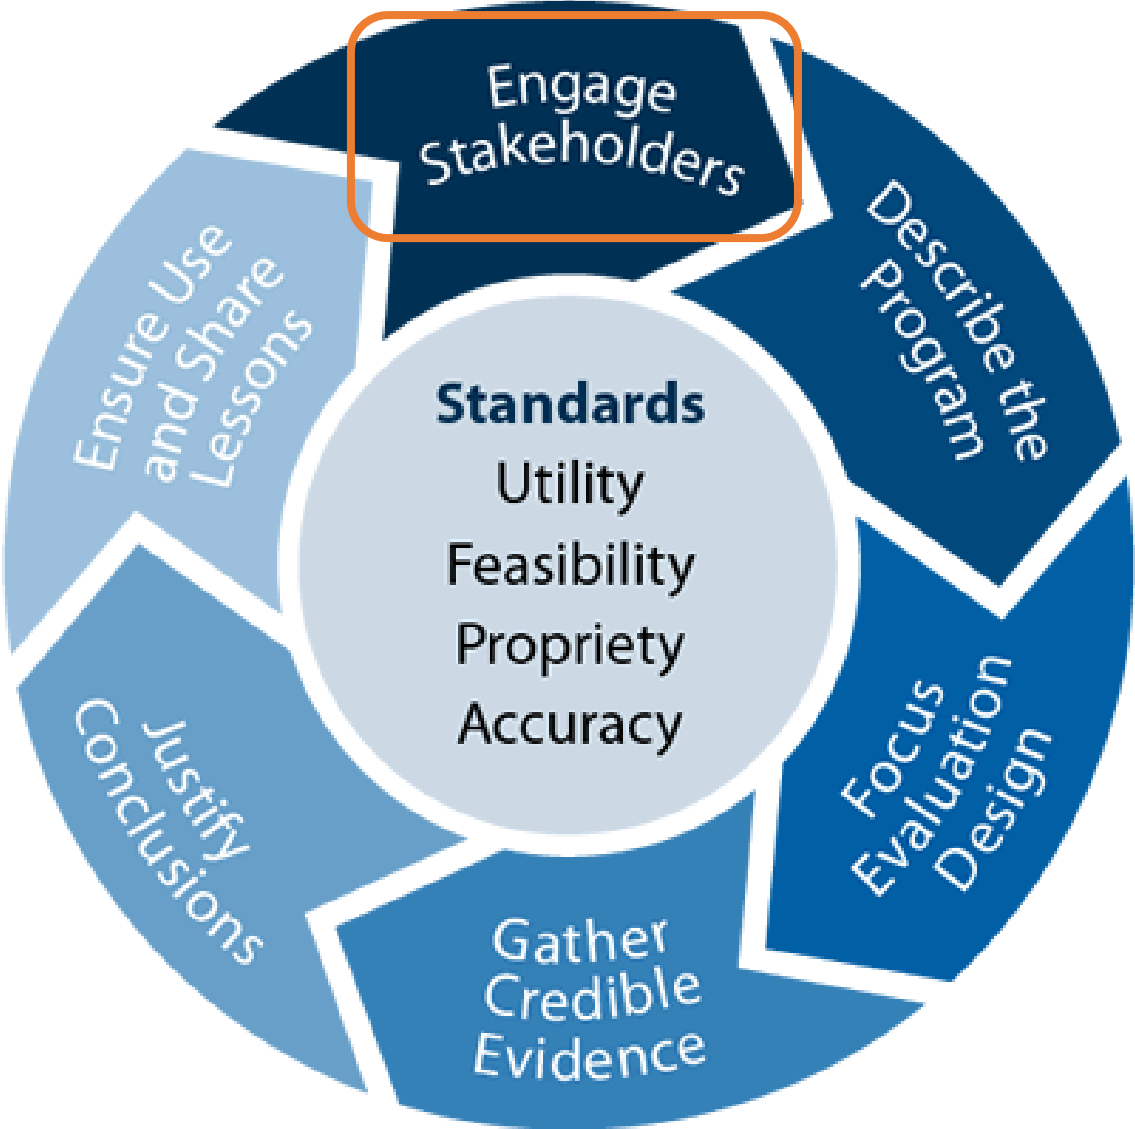 Engage
Stakeholders
Describe the
Program
Focus
Evaluation
Design
Gather
Credible
Evidence
Justify
Conclusions
Ensure Use
and Share
Lessons
Standards
Utility
Feasibility
Propriety
Accuracy